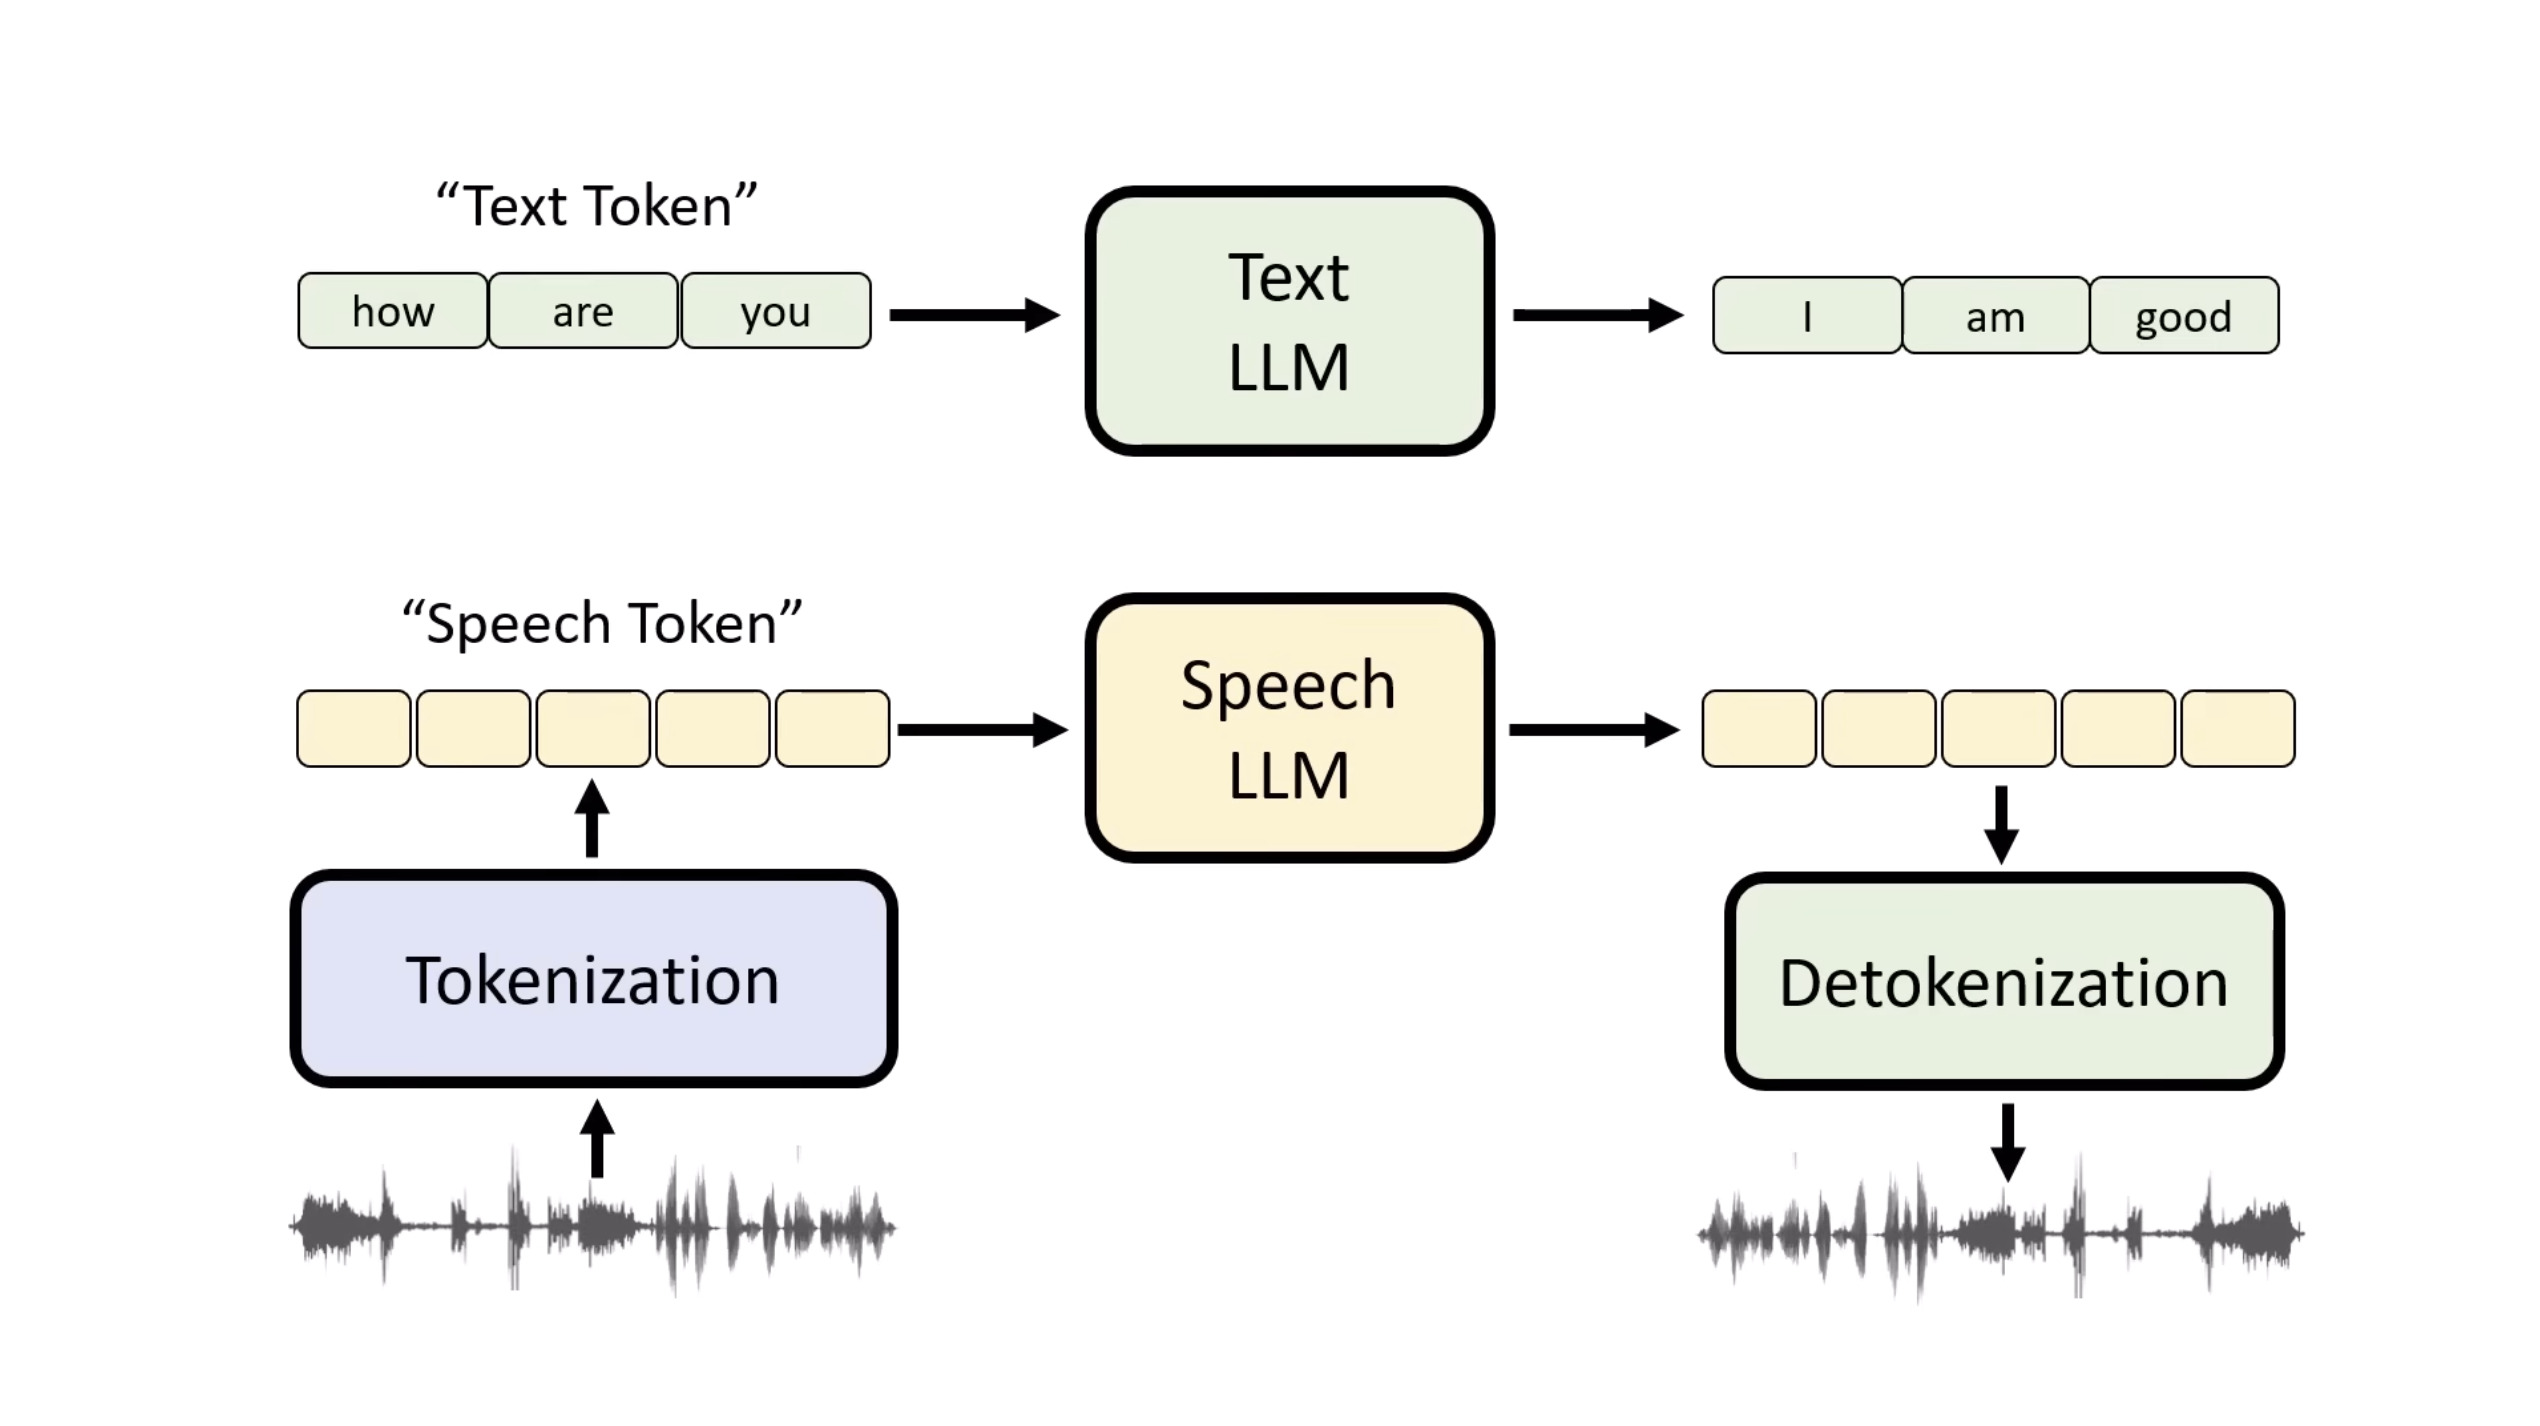 “Text Token”
how are you
Text
LLM
I am good
“Speech Token”
Speech
LLM
Tokenization
Detokenization